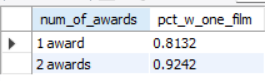 num_of_awards pct_w_one_film
1 award 0.8132
2 awards 0.9242